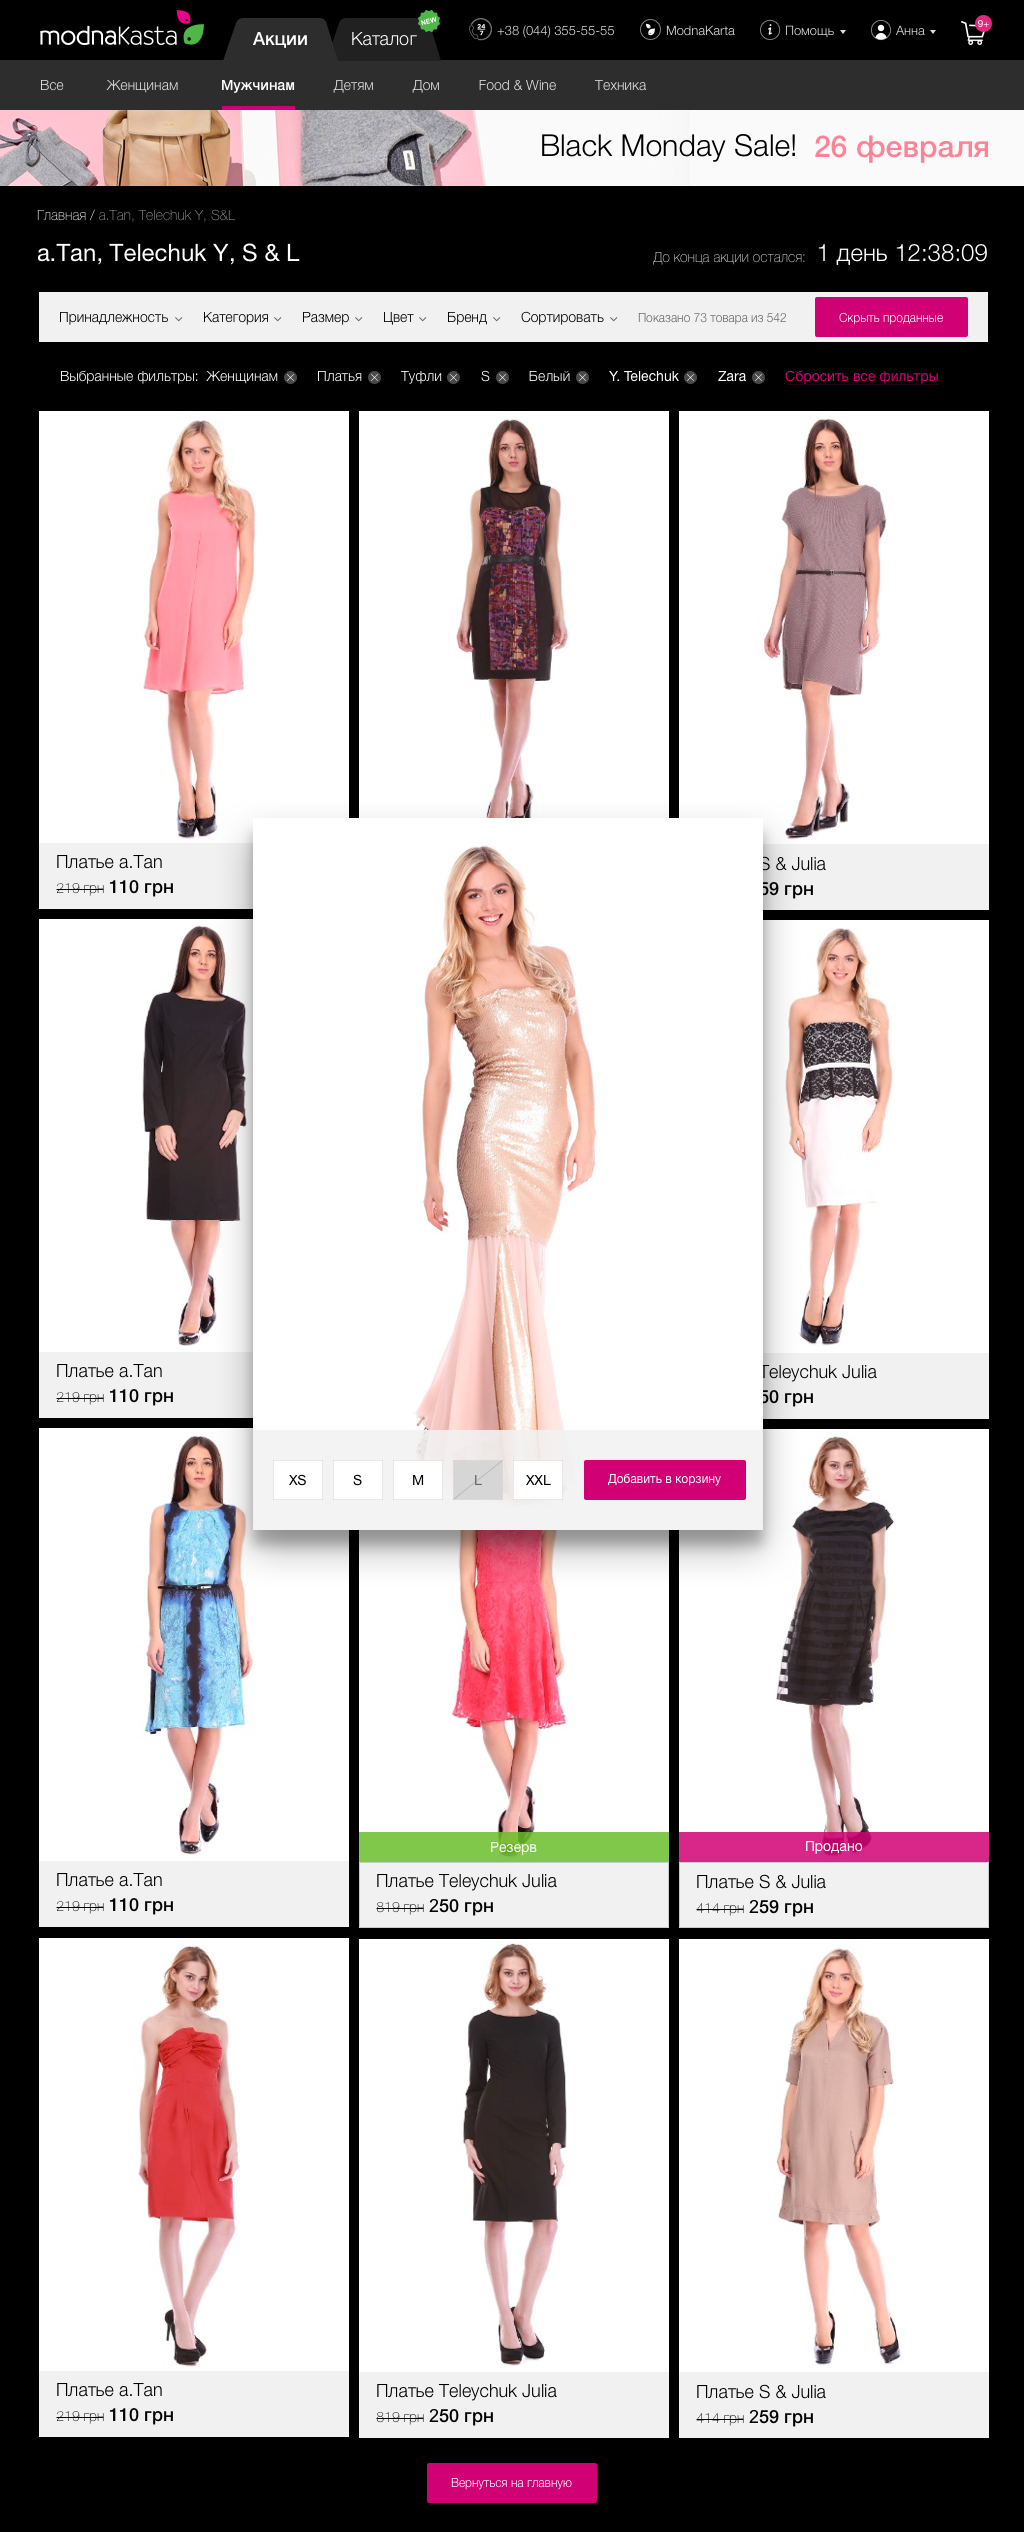 modnaKasta
Акции
Каталог
NEW
24
7
+38 (044) 355-55-55
ModnaKarta
Помощь
Анна
9+
Все
Женщинам
Мужчинам
Детям
Дом
Food & Wine
Техника
Black Monday Sale! 26 февраля
Главная / a.Tan, Telechuk Y, S&L
a.Tan, Telechuk Y, S & L
До конца акции остался: 1 день 12:38:09
Принадлежность
Категория
Размер
Цвет
Бренд
Сортировать
Показано 73 товара из 542
Скрыть проданные
Выбранные фильтры: Женщинам
Платья
Туфли
S
Белый
Y. Telechuk
Zara
Сбросить все фильтры
Платье a.Tan
219 грн 110 грн
S & Julia
59 грн
Платье a.Tan
219 грн 110 грн
Teleychuk Julia
50 грн
XS
S
M
L
XXL
Добавить в корзину
Резерв
Продано
Платье a.Tan
219 грн 110 грн
Платье Teleychuk Julia
819 грн 250 грн
Платье S & Julia
414 грн 259 грн
Платье a.Tan
219 грн 110 грн
Платье Teleychuk Julia
819 грн 250 грн
Платье S & Julia
414 грн 259 грн
Вернуться на главную